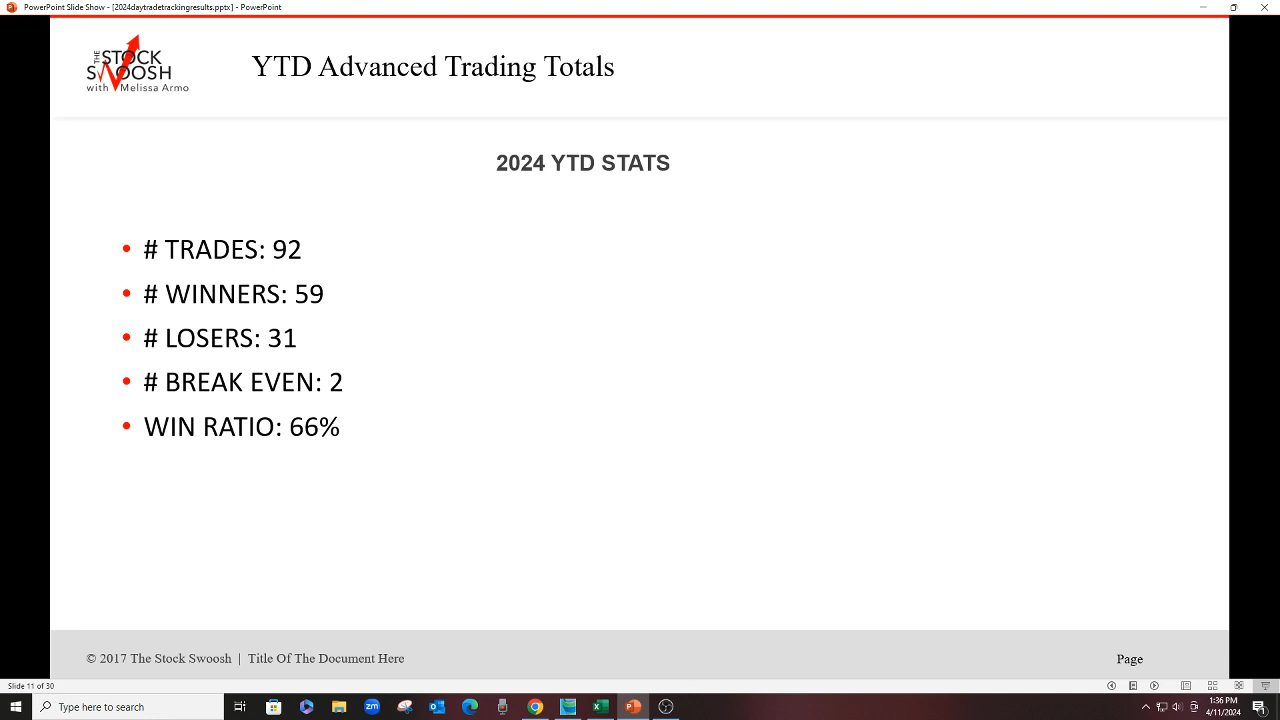 PowerPoint Slide Show - [2024daytradetrackingresults.pptx] - PowerPoint
THE
STOCK
SWOOSH
with Melissa Armo
YTD Advanced Trading Totals
2024 YTD STATS
• # TRADES: 92
• # WINNERS: 59
• # LOSERS: 31
• # BREAK EVEN: 2
• WIN RATIO: 66%
© 2017 The Stock Swoosh | Title Of The Document Here
Page
Slide 11 of 30
Type here to search
1:36 PM
4/11/2024